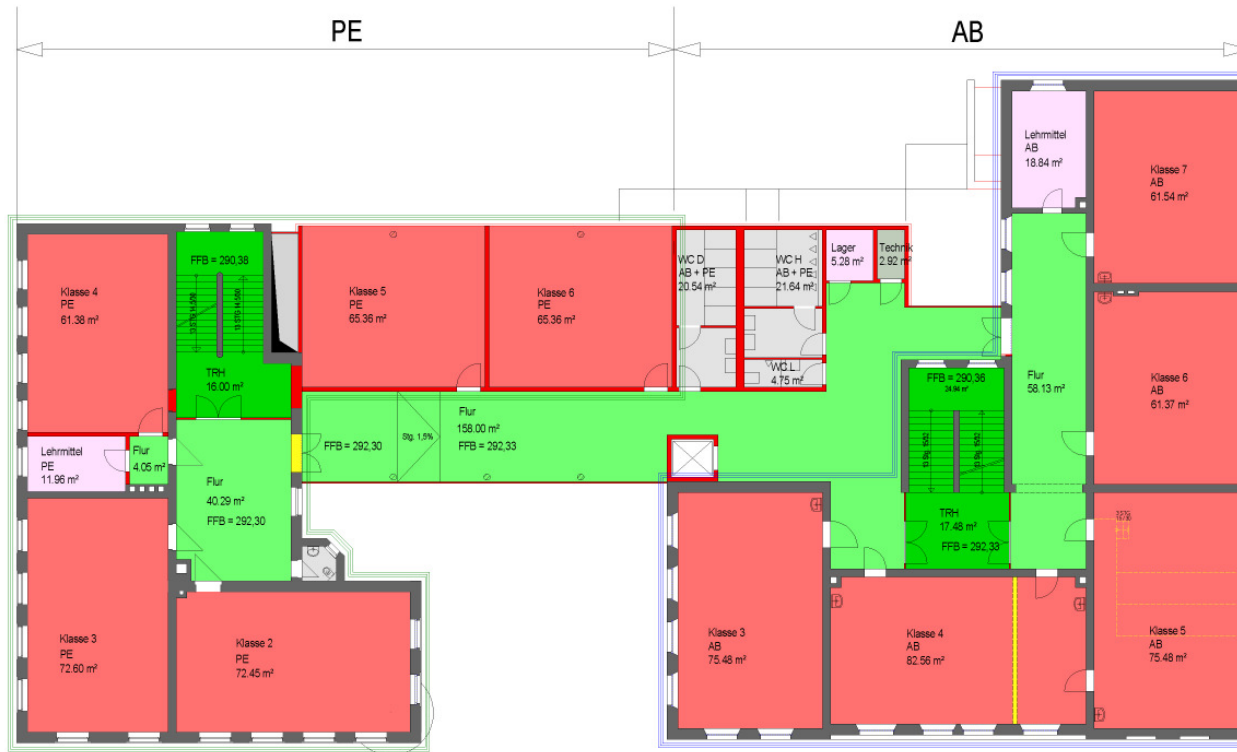 PE
AB
Lehrmittel
AB
18.84 m²
Klasse 7
AB
61.54 m²
FFB = 290,38
TRH
16.00 m²
Klasse 4
PE
61.38 m²
Klasse 5
PE
65.36 m²
Klasse 6
PE
65.36 m²
WC D
AB + PE
20.54 m²
WC H
AB + PE
21.64 m²
Lager
5.28 m²
Technik
2.92 m²
WC L
4.75 m²
FFB = 290,36
24.94 m²
Flur
58.13 m²
Klasse 6
AB
61.37 m²
Lehrmittel
PE
11.96 m²
Flur
4.05 m²
Flur
40.29 m²
FFB = 292,30
FFB = 292,30
Stg. 1,5%
Flur
158.00 m²
FFB = 292,33
TRH
17.48 m²
FFB = 292,33
Klasse 3
PE
72.60 m²
Klasse 2
PE
72.45 m²
Klasse 3
AB
75.48 m²
Klasse 4
AB
82.56 m²
Klasse 5
AB
75.48 m²